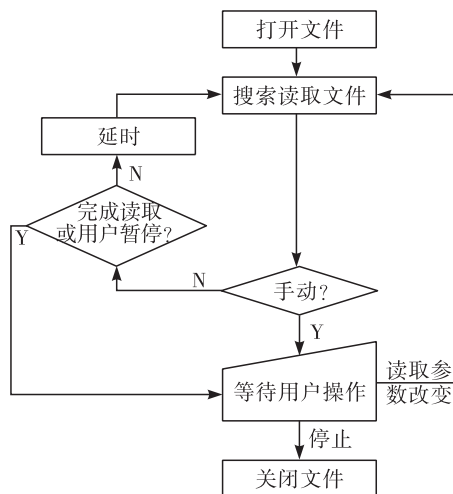 打开文件
搜索读取文件
延时
N
完成读取
或用户暂停?
Y
N
手动?
Y
等待用户操作
读取参
数改变
停止
关闭文件